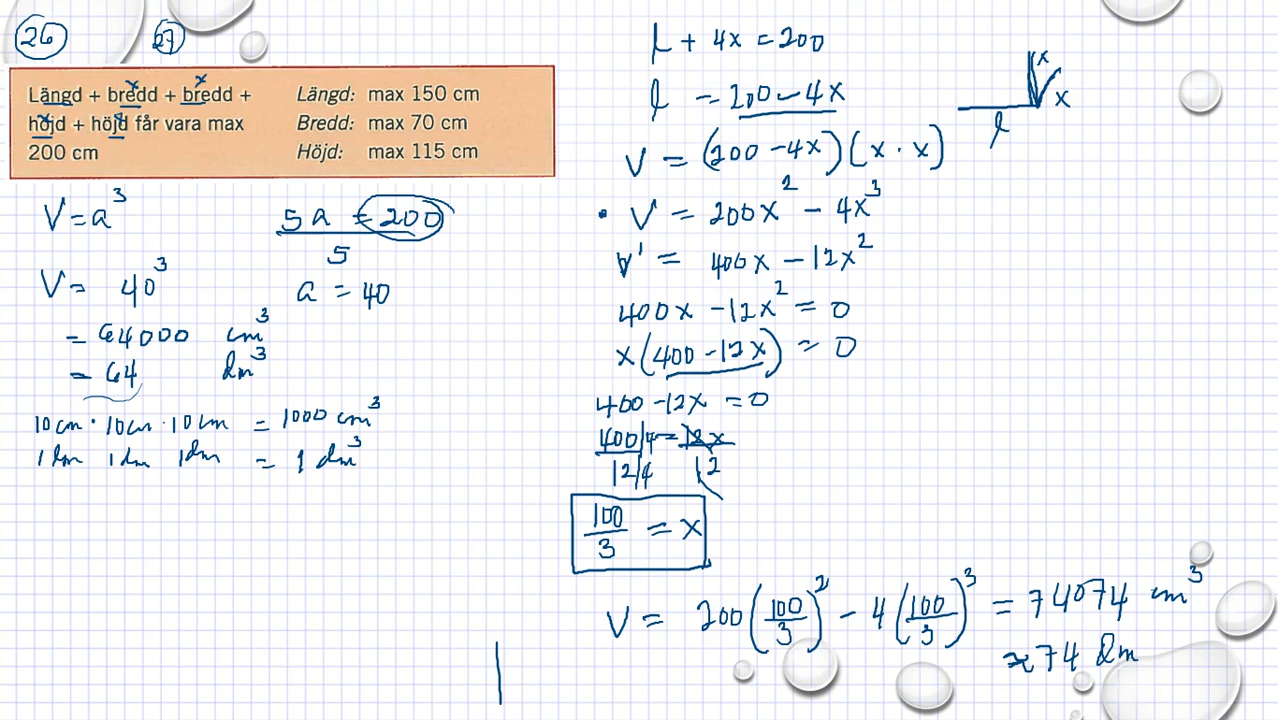 26 27
Längd + bredd + bredd +
höjd + höjd får vara max
200 cm
x x
x x
Längd: max 150 cm
Bredd: max 70 cm
Höjd: max 115 cm
V = a³
5a = 200
5
V = 40³
a = 40
= 64000 cm³
= 64 dm³
10cm · 10cm · 10cm = 1000 cm³
1dm 1dm 1dm = 1 dm³
l + 4x = 200
l = 200 - 4x
x
x
l
V = (200 - 4x)(x · x)
· V = 200x² - 4x³
V' = 400x - 12x²
400x - 12x² = 0
x(400 - 12x) = 0
400 - 12x = 0
400/4 = 12x
12/4 12
100/3 = x
V = 200(100/3)² - 4(100/3)³ = 74074 cm³
≈ 74 dm